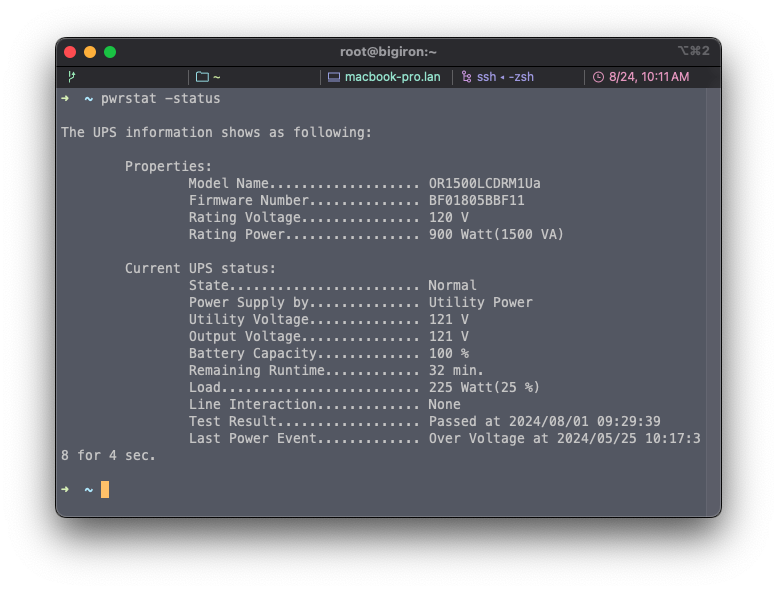 root@bigiron:~ ⌥⌘2
~ macbook-pro.lan ssh ◂ -zsh 8/24, 10:11 AM
➜ ~ pwrstat -status
The UPS information shows as following:
Properties:
Model Name................... OR1500LCDRM1Ua
Firmware Number.............. BF01805BBF11
Rating Voltage............... 120 V
Rating Power................. 900 Watt(1500 VA)
Current UPS status:
State........................ Normal
Power Supply by.............. Utility Power
Utility Voltage.............. 121 V
Output Voltage............... 121 V
Battery Capacity............. 100 %
Remaining Runtime............ 32 min.
Load......................... 225 Watt(25 %)
Line Interaction............. None
Test Result.................. Passed at 2024/08/01 09:29:39
Last Power Event............. Over Voltage at 2024/05/25 10:17:3
8 for 4 sec.
➜ ~